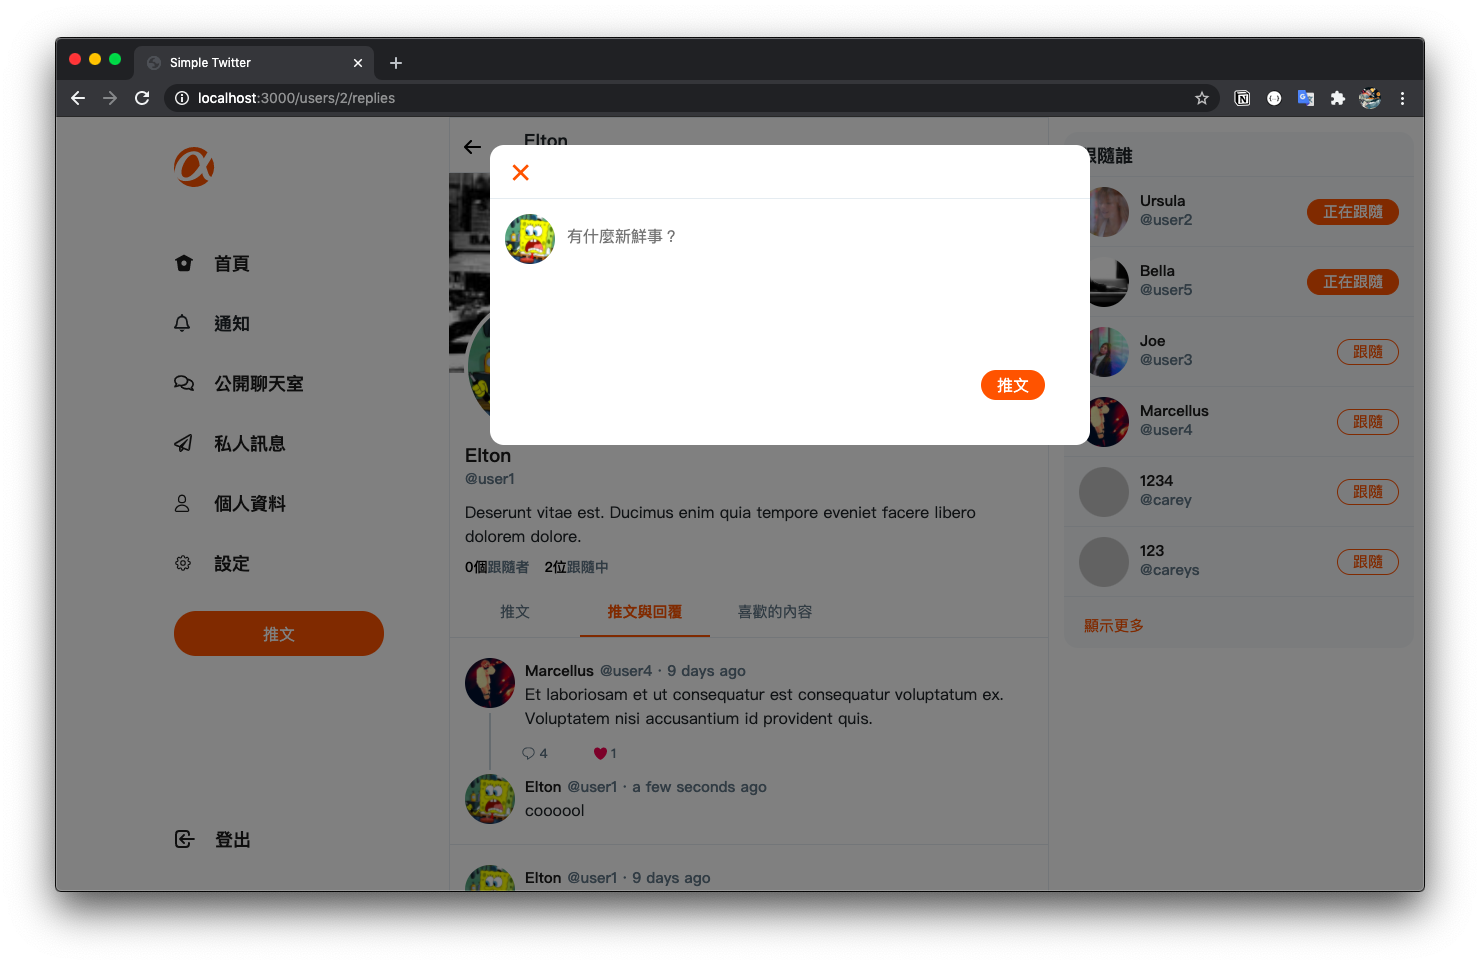 Simple Twitter
localhost:3000/users/2/replies
首頁
通知
公開聊天室
私人訊息
個人資料
設定
推文
登出
Elton
有什麼新鮮事？
推文
Elton
@user1
Deserunt vitae est. Ducimus enim quia tempore eveniet facere libero
dolorem dolore.
0個跟隨者 2位跟隨中
推文 推文與回覆 喜歡的內容
Marcellus @user4 · 9 days ago
Et laboriosam et ut consequatur est consequatur voluptatum ex.
Voluptatem nisi accusantium id provident quis.
4 1
Elton @user1 · a few seconds ago
coooool
Elton @user1 · 9 days ago
跟隨誰
Ursula
@user2
正在跟隨
Bella
@user5
正在跟隨
Joe
@user3
跟隨
Marcellus
@user4
跟隨
1234
@carey
跟隨
123
@careys
跟隨
顯示更多